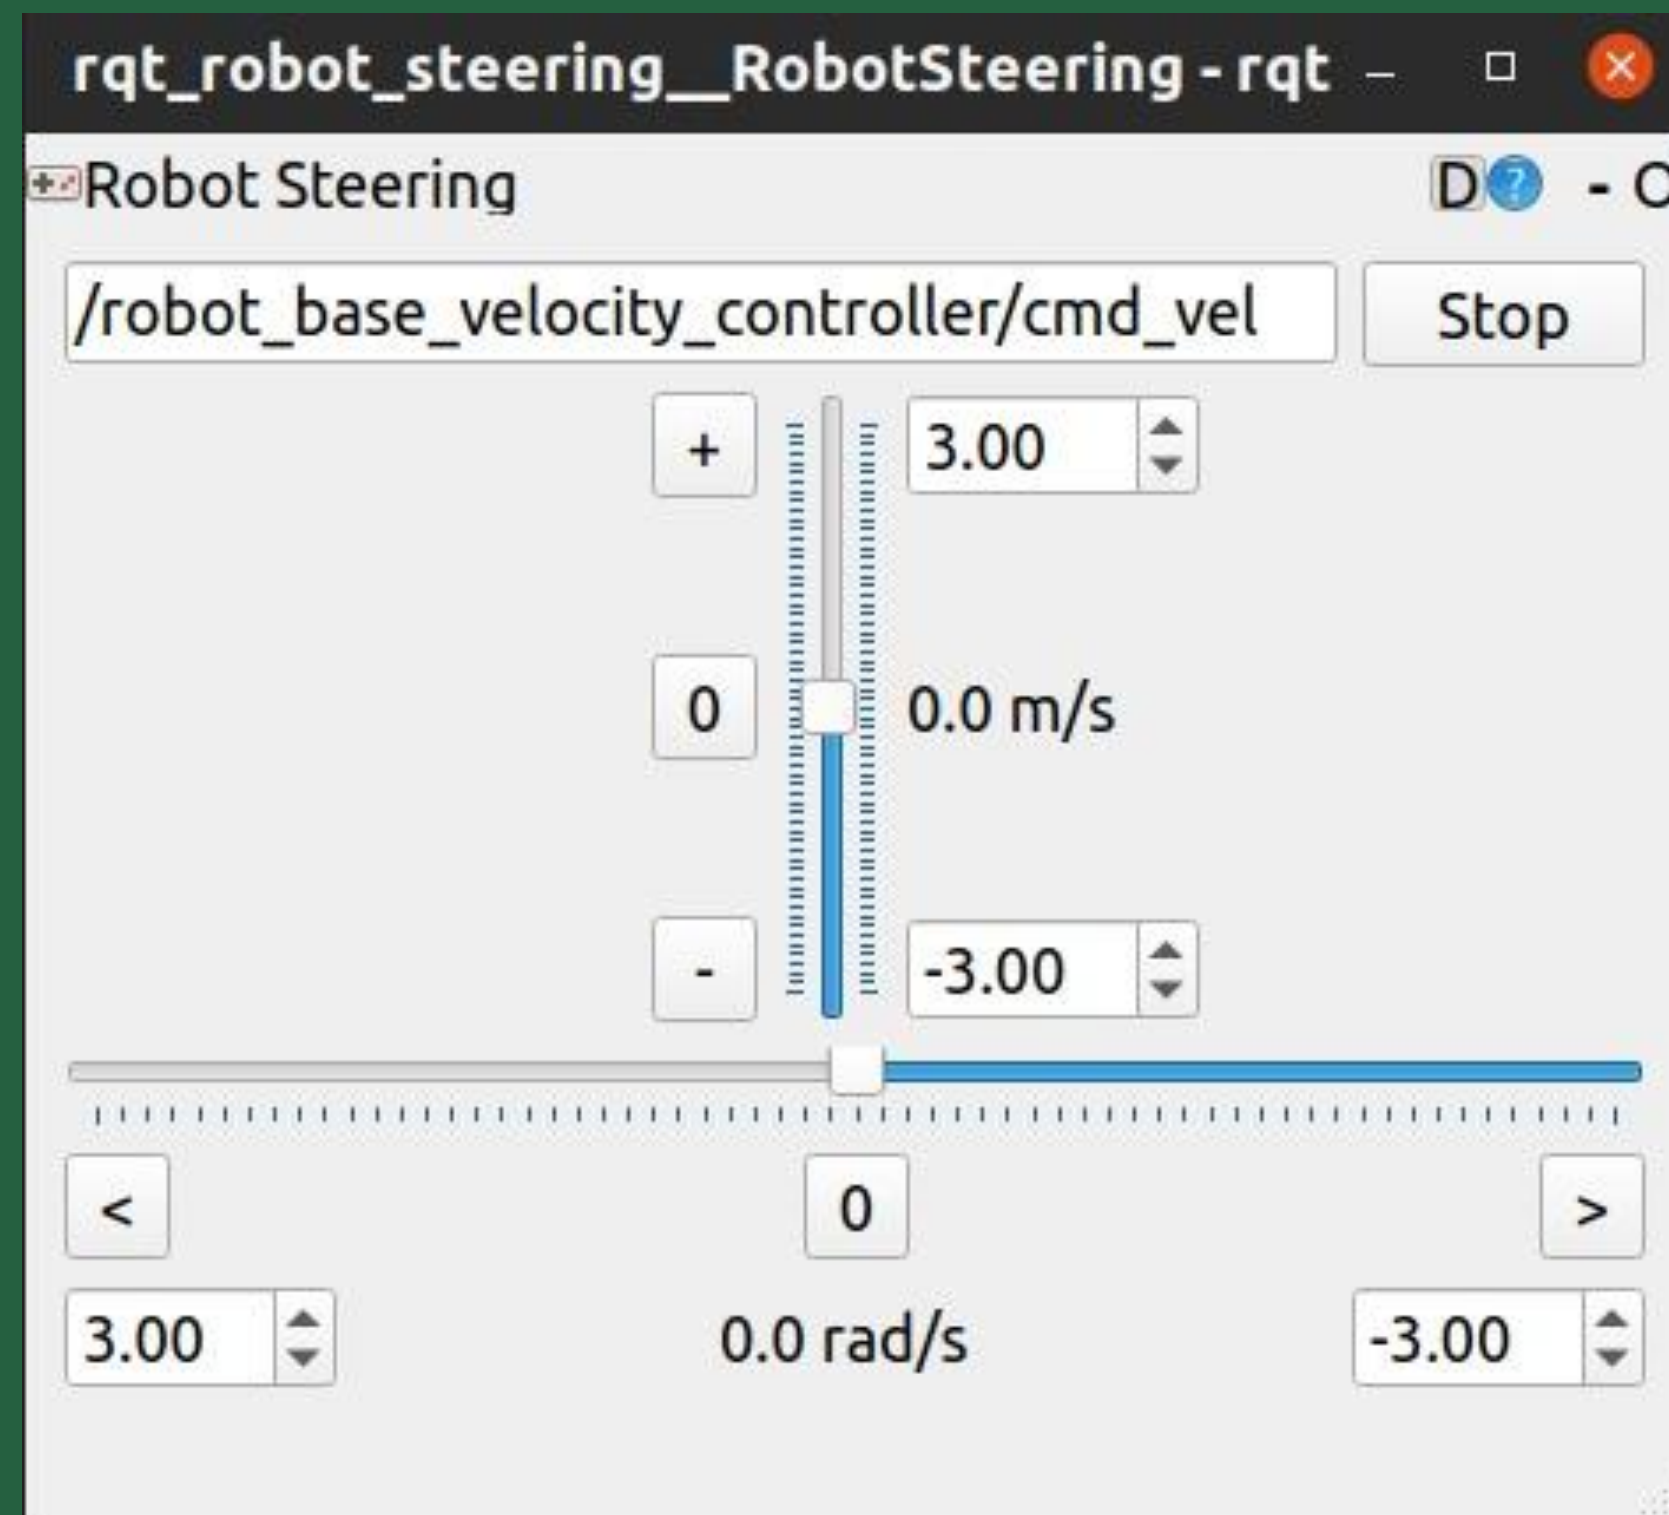 rqt_robot_steering__RobotSteering - rqt
Robot Steering D ? - O
/robot_base_velocity_controller/cmd_vel Stop
+ 3.00
0 0.0 m/s
- -3.00
< 0 >
3.00 0.0 rad/s -3.00